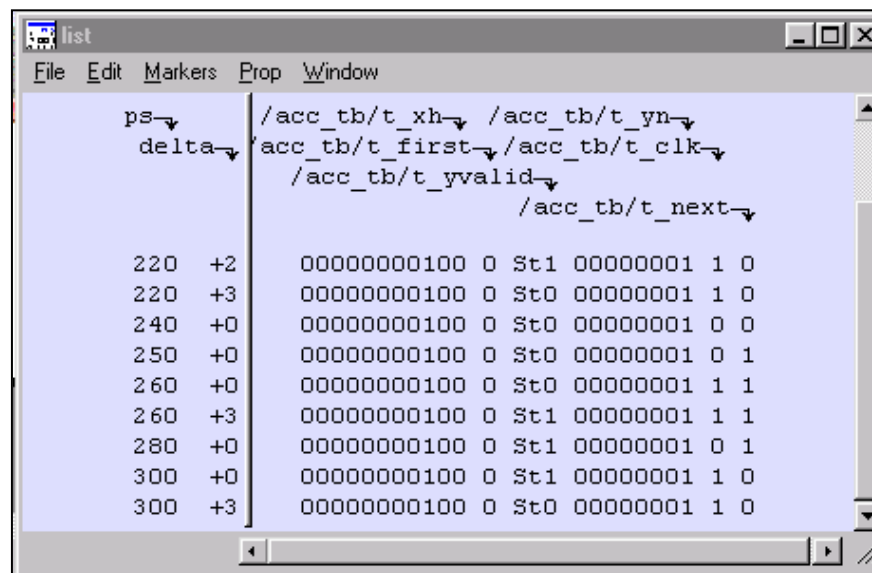 list
File Edit Markers Prop Window
ps /acc_tb/t_xh /acc_tb/t_yn
delta /acc_tb/t_first /acc_tb/t_clk
/acc_tb/t_yvalid
/acc_tb/t_next
220 +2 00000000100 0 St1 00000001 1 0
220 +3 00000000100 0 St0 00000001 1 0
240 +0 00000000100 0 St0 00000001 0 0
250 +0 00000000100 0 St0 00000001 0 1
260 +0 00000000100 0 St0 00000001 1 1
260 +3 00000000100 0 St1 00000001 1 1
280 +0 00000000100 0 St1 00000001 0 1
300 +0 00000000100 0 St1 00000001 1 0
300 +3 00000000100 0 St0 00000001 1 0